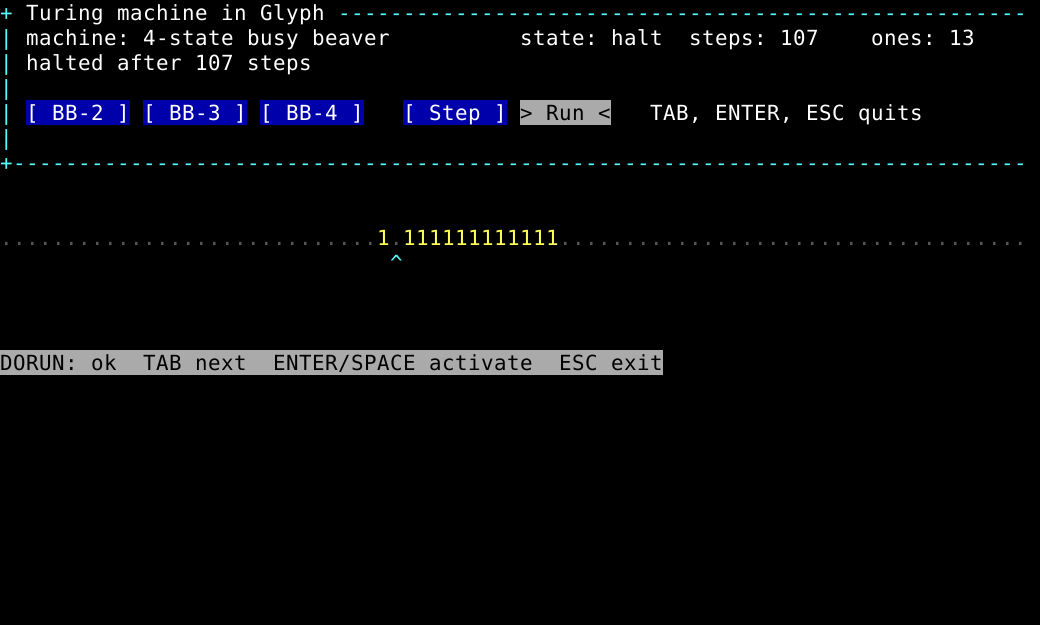 + Turing machine in Glyph -----------------------------------------------------
| machine: 4-state busy beaver          state: halt  steps: 107    ones: 13
| halted after 107 steps
|
| [ BB-2 ] [ BB-3 ] [ BB-4 ]   [ Step ] > Run <   TAB, ENTER, ESC quits
|
+------------------------------------------------------------------------------
.............................1.111111111111....................................
^
DORUN: ok  TAB next  ENTER/SPACE activate  ESC exit